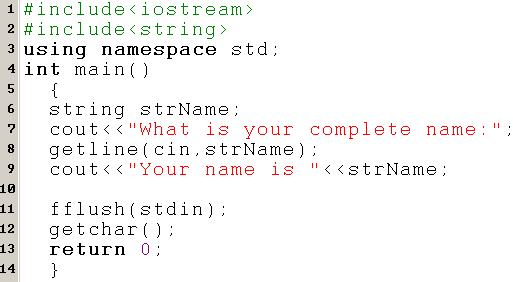 1 #include<iostream>
2 #include<string>
3 using namespace std;
4 int main()
5 {
6 string strName;
7 cout<<"What is your complete name:";
8 getline(cin,strName);
9 cout<<"Your name is "<<strName;
10
11 fflush(stdin);
12 getchar();
13 return 0;
14 }